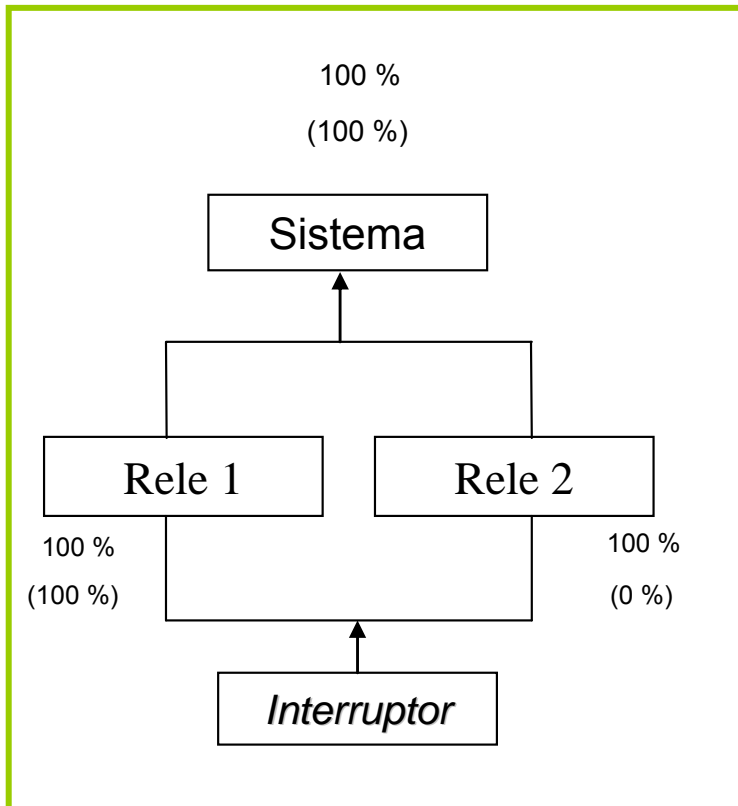 100 %
(100 %)
Sistema
Rele 1
Rele 2
100 %
(100 %)
100 %
(0 %)
Interruptor